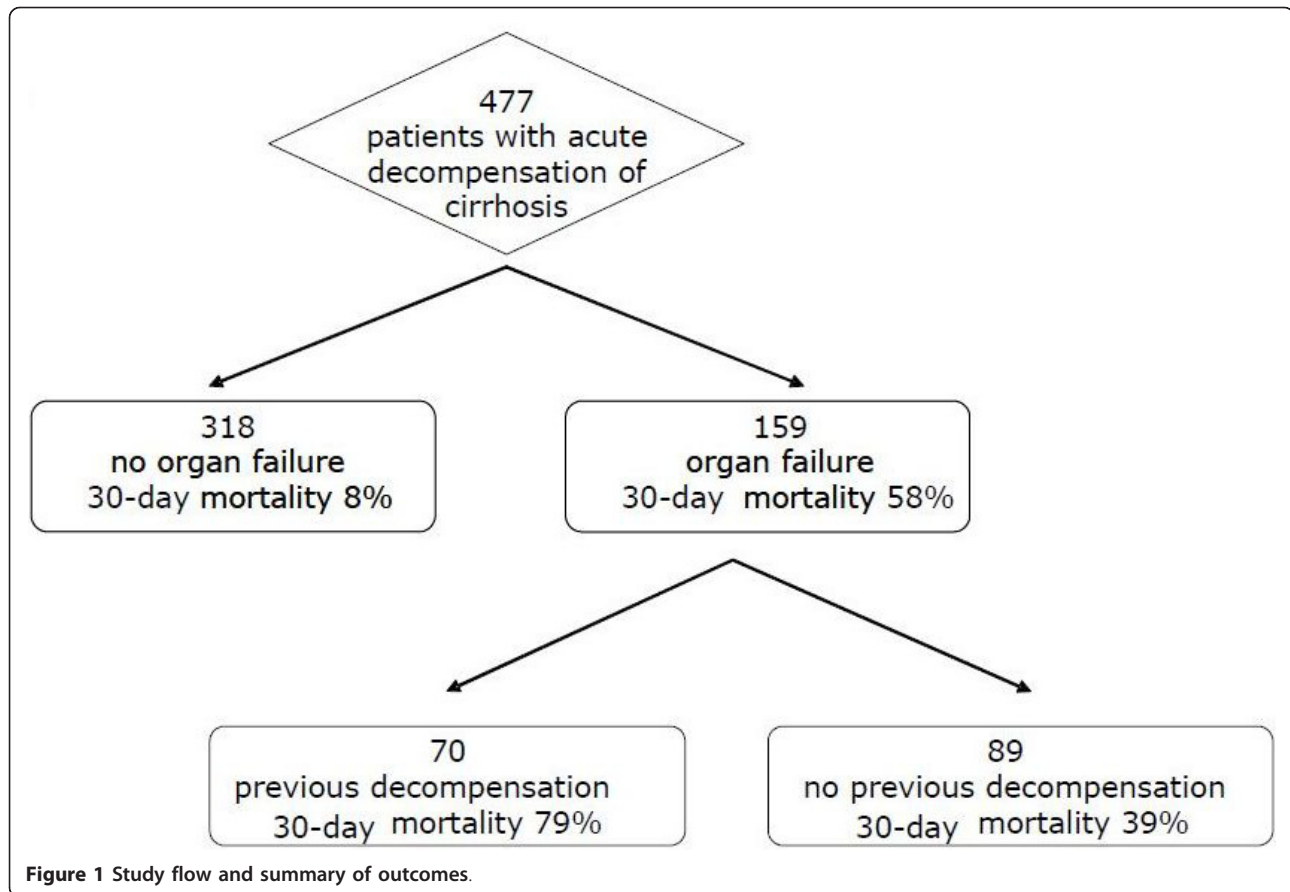 477
patients with acute
decompensation of
cirrhosis
318
no organ failure
30-day mortality 8%
159
organ failure
30-day mortality 58%
70
previous decompensation
30-day mortality 79%
89
no previous decompensation
30-day mortality 39%
Figure 1 Study flow and summary of outcomes.